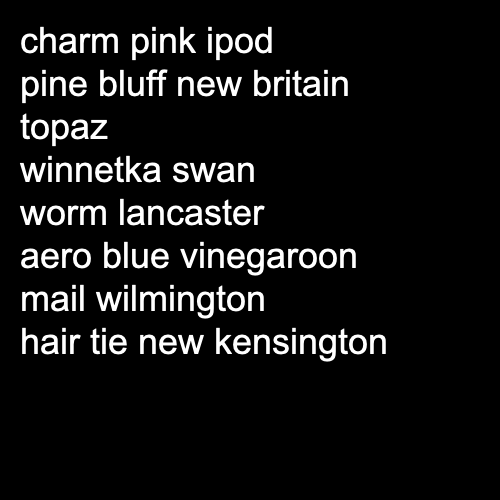 charm pink ipod
pine bluff new britain
topaz
winnetka swan
worm lancaster
aero blue vinegaroon
mail wilmington
hair tie new kensington